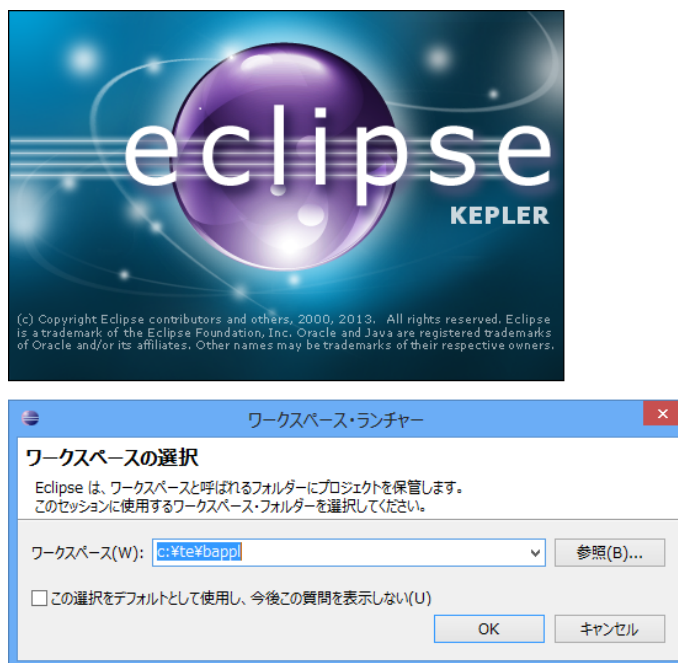 eclipse
KEPLER
(c) Copyright Eclipse contributors and others, 2000, 2013.  All rights reserved. Eclipse
is a trademark of the Eclipse Foundation, Inc. Oracle and Java are registered trademarks
of Oracle and/or its affiliates. Other names may be trademarks of their respective owners.
ワークスペース・ランチャー
ワークスペースの選択
Eclipse は、ワークスペースと呼ばれるフォルダーにプロジェクトを保管します。
このセッションに使用するワークスペース・フォルダーを選択してください。
ワークスペース(W): c:¥te¥bappl 参照(B)...
この選択をデフォルトとして使用し、今後この質問を表示しない(U)
OK キャンセル